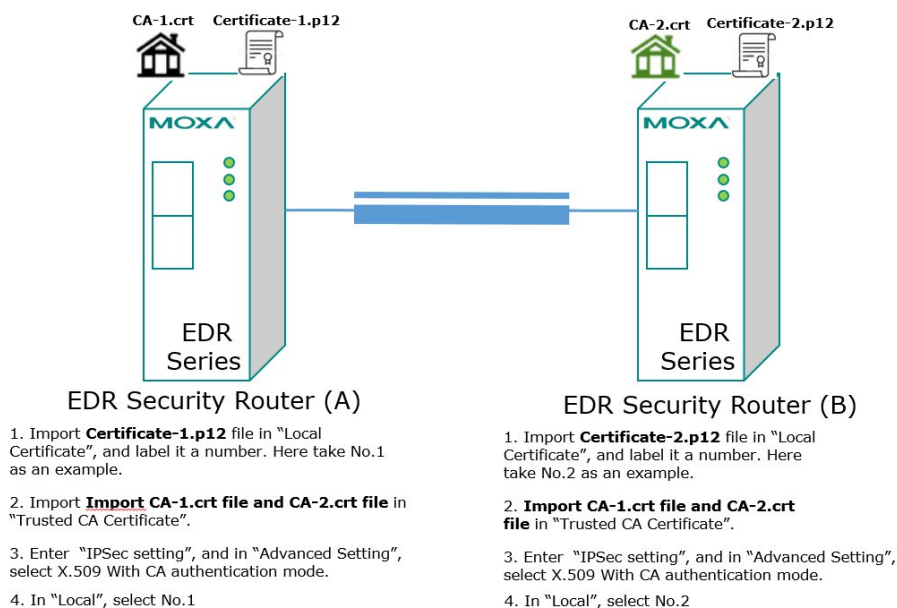 CA-1.crt Certificate-1.p12
MOXA
EDR
Series
EDR Security Router (A)
1. Import Certificate-1.p12 file in “Local
Certificate”, and label it a number. Here take No.1
as an example.
2. Import Import CA-1.crt file and CA-2.crt file in
“Trusted CA Certificate”.
3. Enter “IPSec setting”, and in “Advanced Setting”,
select X.509 With CA authentication mode.
4. In “Local”, select No.1
CA-2.crt Certificate-2.p12
MOXA
EDR
Series
EDR Security Router (B)
1. Import Certificate-2.p12 file in “Local
Certificate”, and label it a number. Here
take No.2 as an example.
2. Import CA-1.crt file and CA-2.crt
file in “Trusted CA Certificate”.
3. Enter “IPSec setting”, and in “Advanced Setting”,
select X.509 With CA authentication mode.
4. In “Local”, select No.2